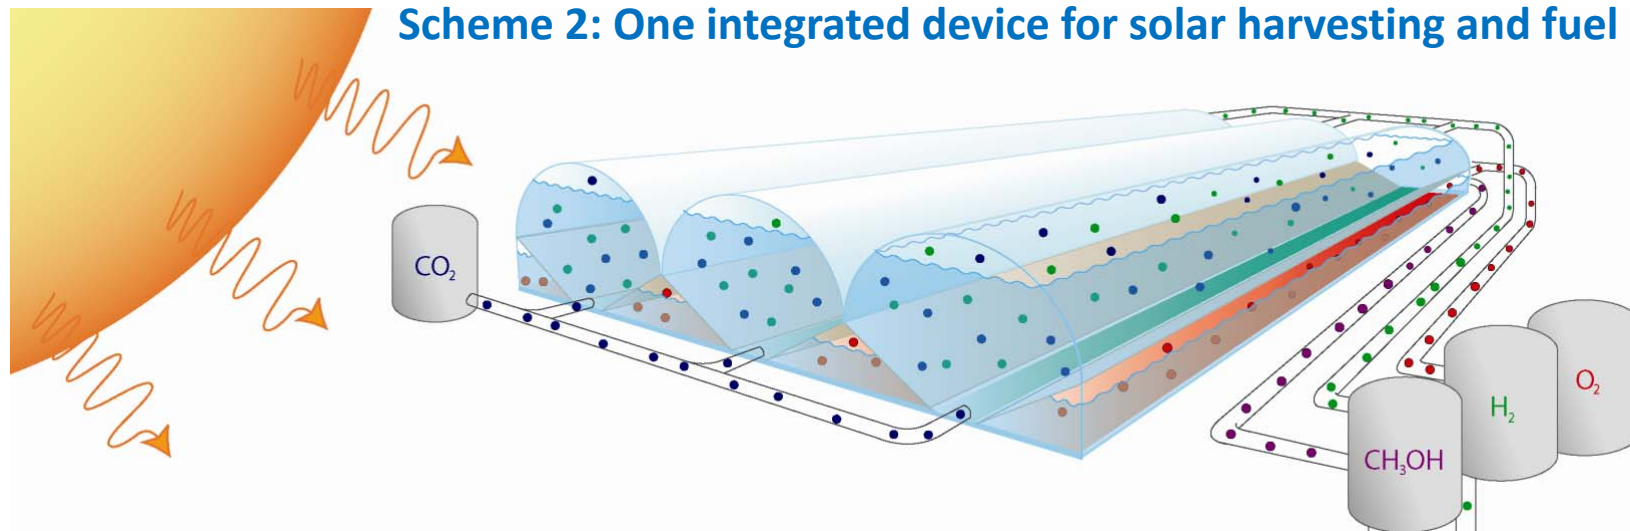 Scheme 2: One integrated device for solar harvesting and fuel
CO₂
O₂
H₂
CH₃OH